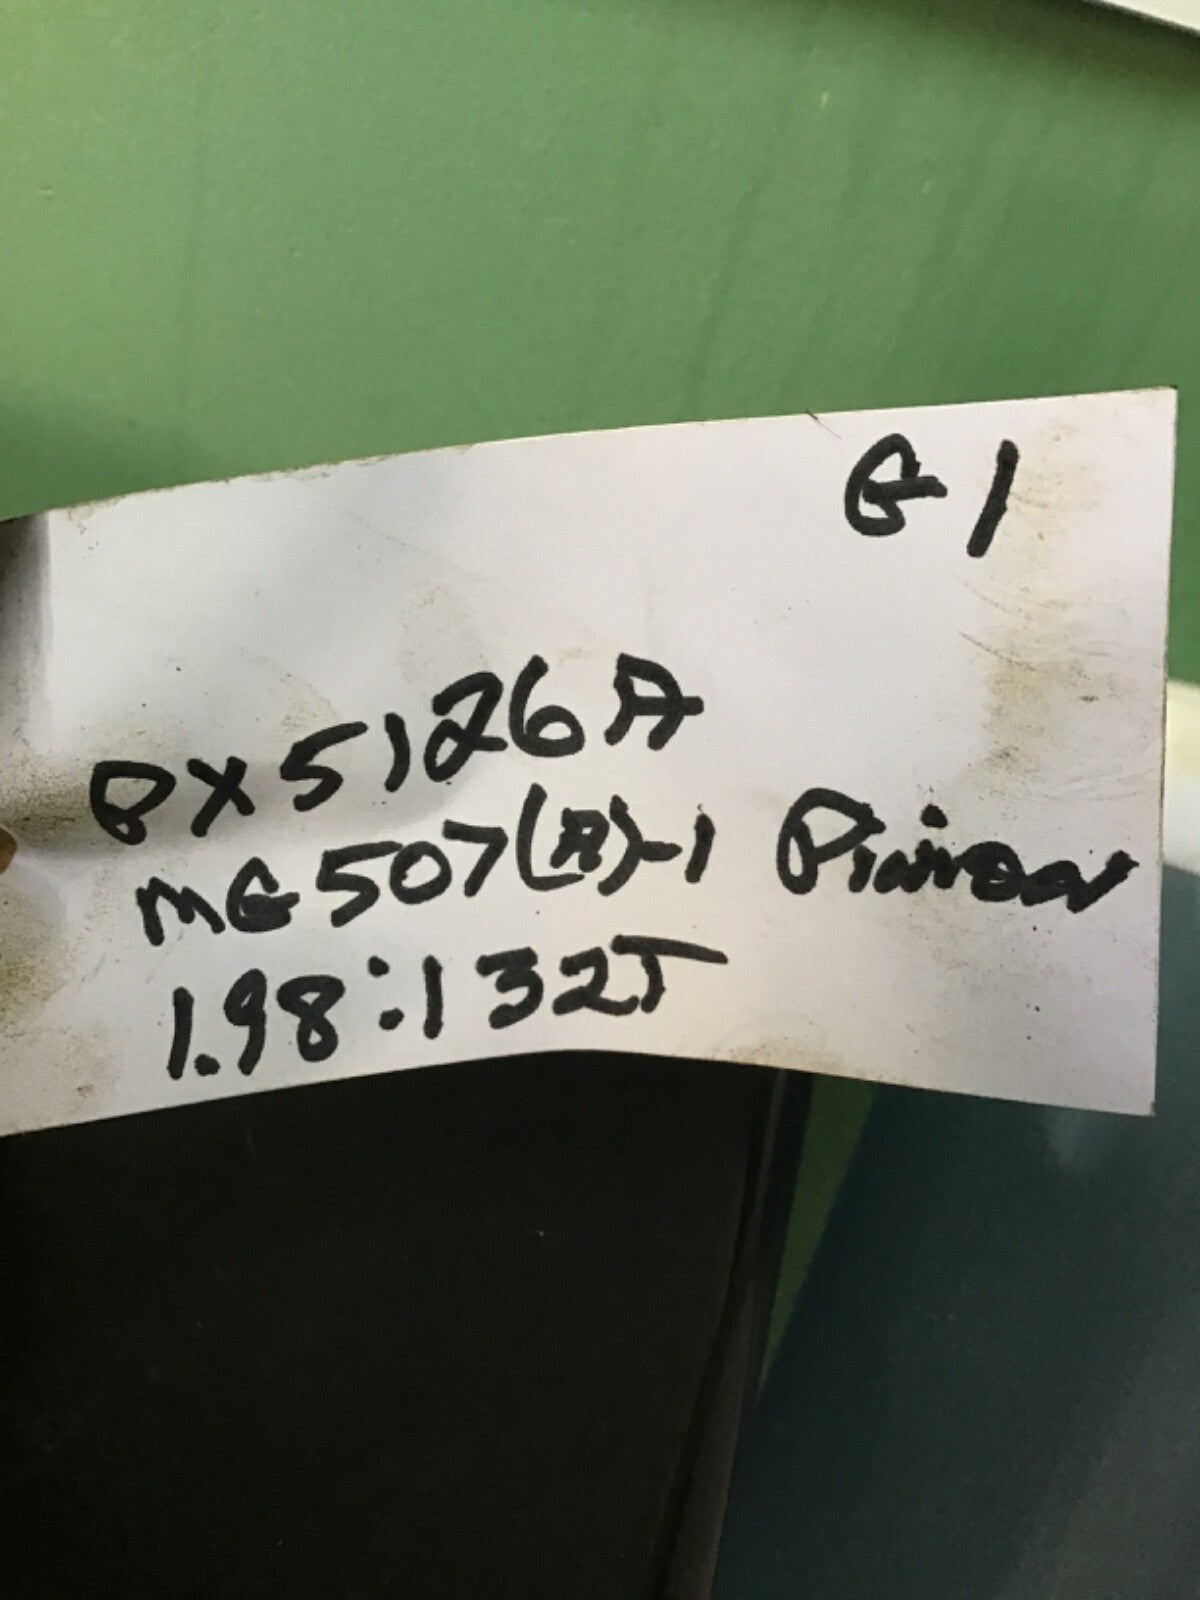 G1
8X5126A
MG507(A)-1 Pinion
1.98:1 32T